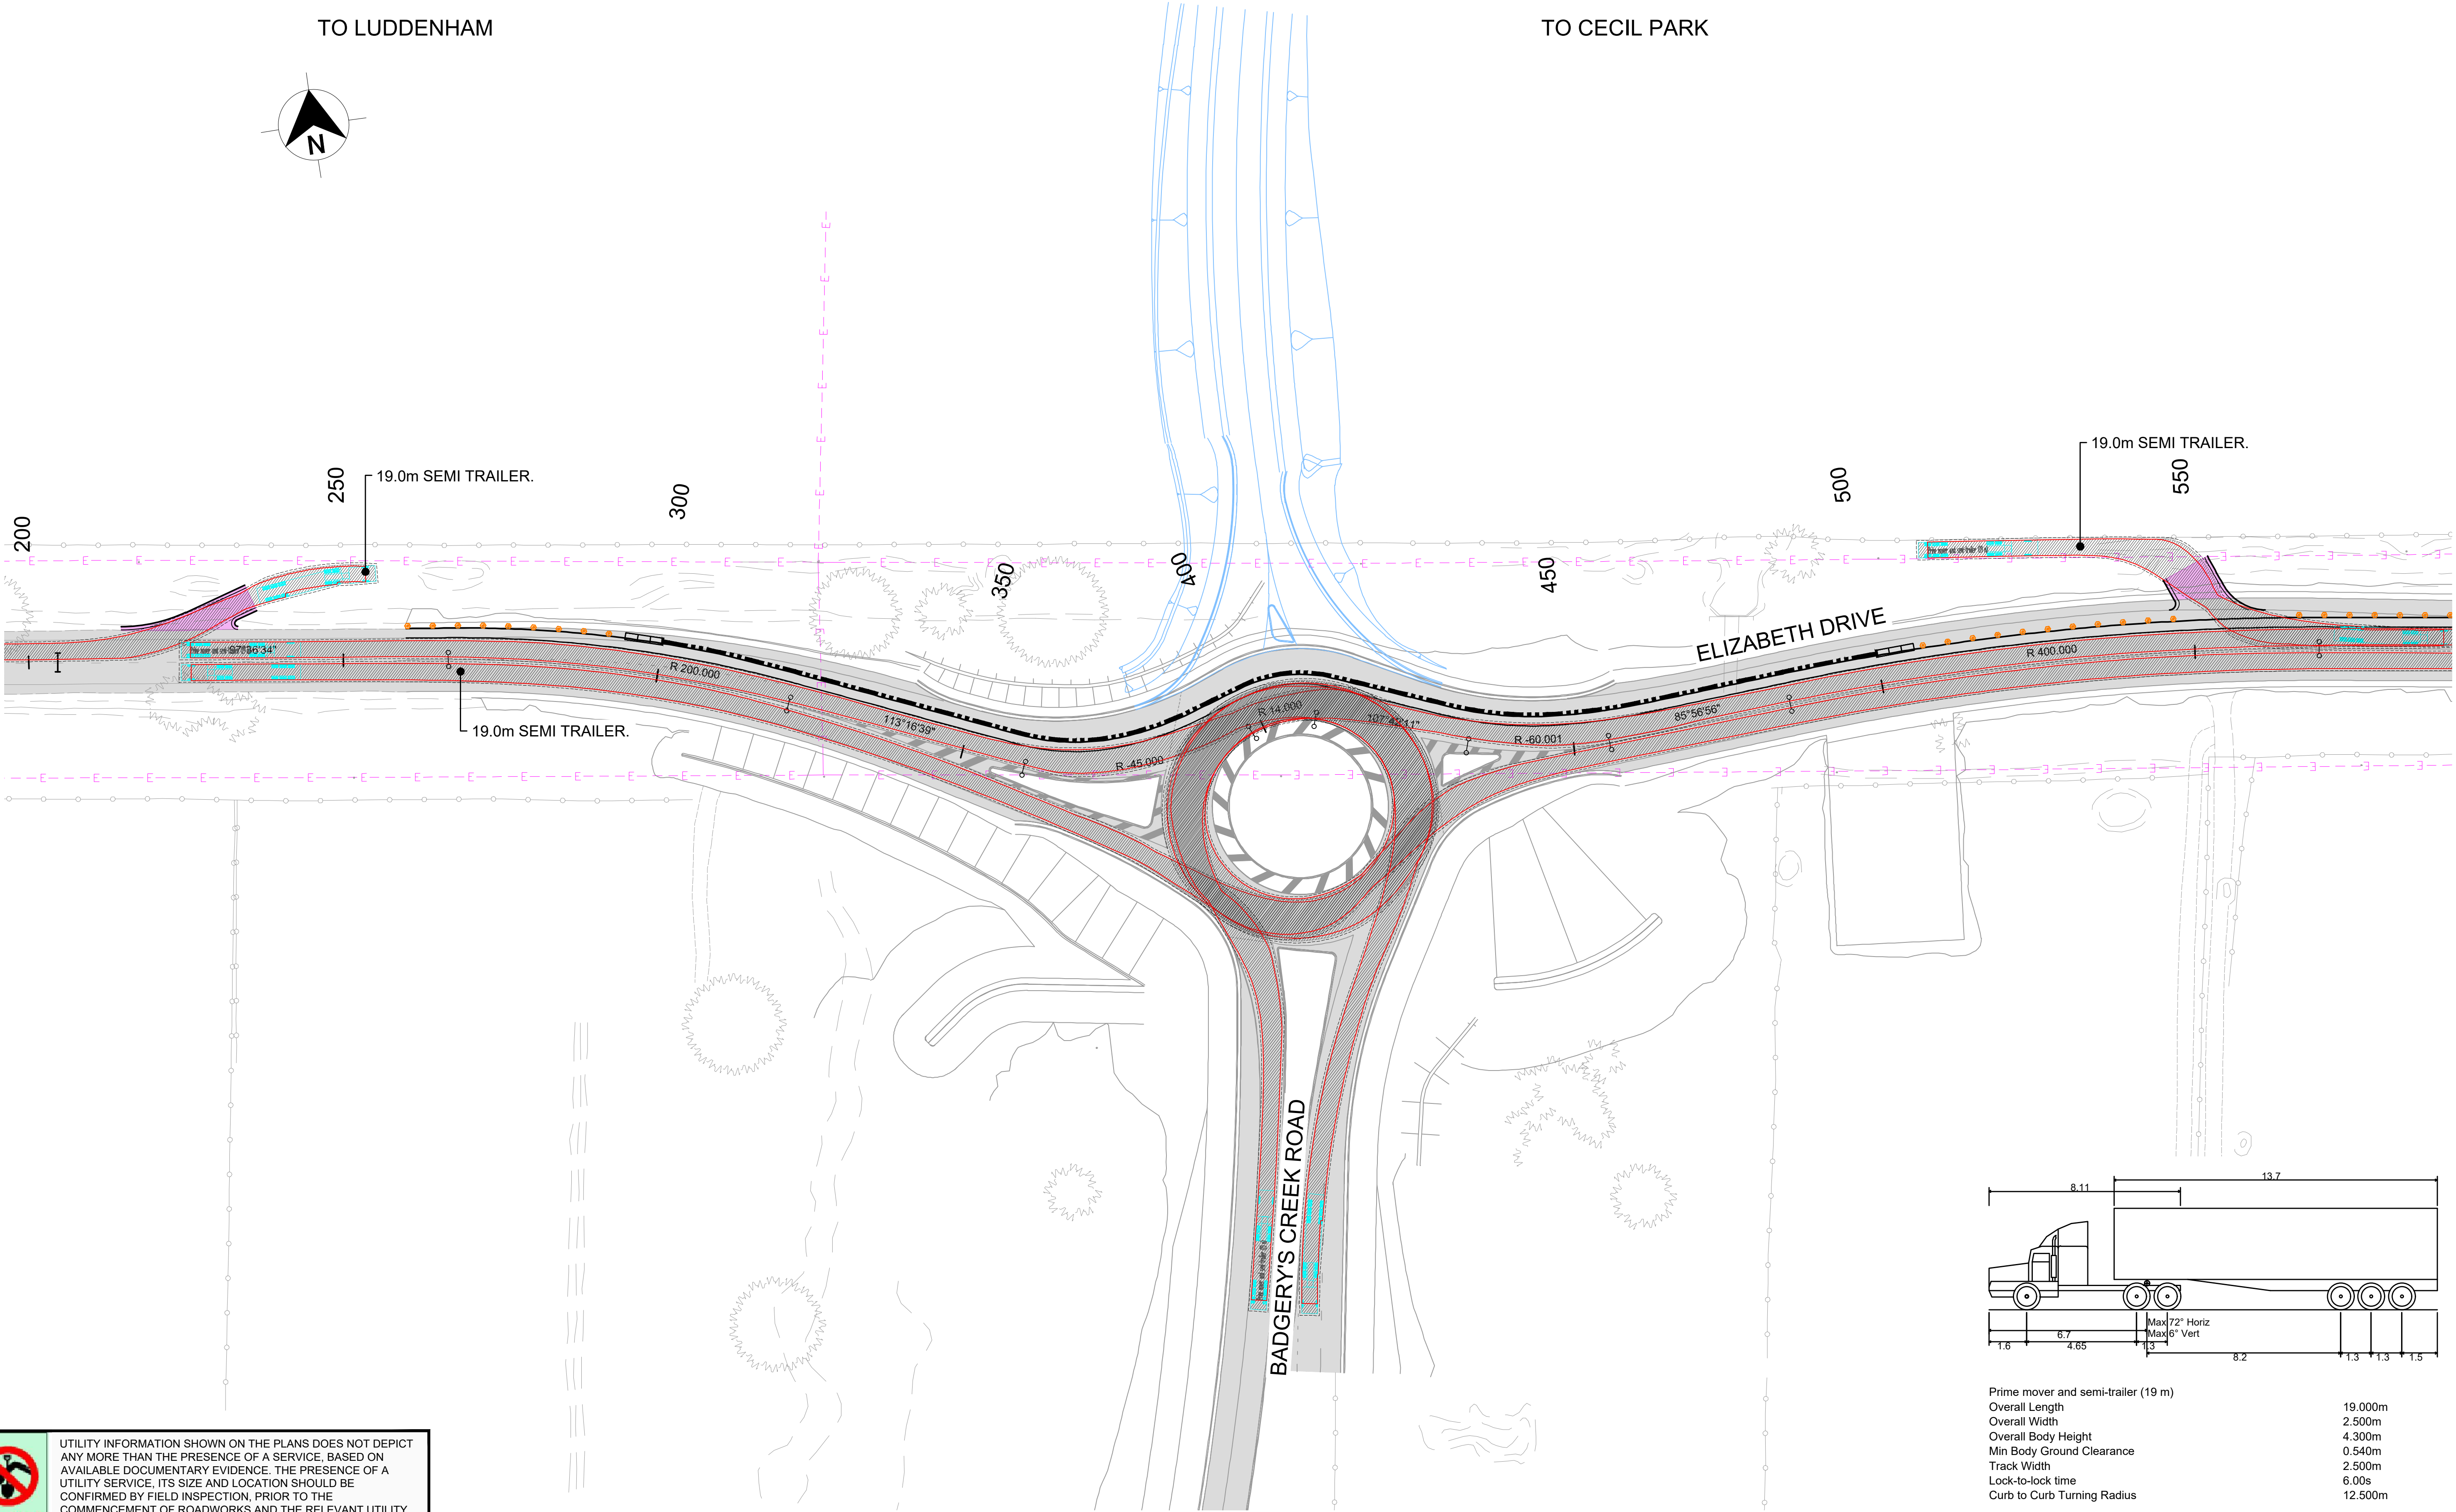 TO LUDDENHAM
TO CECIL PARK
N
200
250
300
350
400
450
500
550
19.0m SEMI TRAILER.
19.0m SEMI TRAILER.
19.0m SEMI TRAILER.
ELIZABETH DRIVE
97°36'34"
R 200.000
113°16'39"
R -45.000
R 14.000
R -60.001
85°56'56"
R 400.000
BADGERY'S CREEK ROAD
8.11
13.7
Max 72° Horiz
Max 6° Vert
6.7
1.6
4.65
1.3
8.2
1.3
1.3
1.5
Prime mover and semi-trailer (19 m)
Overall Length 19.000m
Overall Width 2.500m
Overall Body Height 4.300m
Min Body Ground Clearance 0.540m
Track Width 2.500m
Lock-to-lock time 6.00s
Curb to Curb Turning Radius 12.500m
UTILITY INFORMATION SHOWN ON THE PLANS DOES NOT DEPICT
ANY MORE THAN THE PRESENCE OF A SERVICE, BASED ON
AVAILABLE DOCUMENTARY EVIDENCE. THE PRESENCE OF A
UTILITY SERVICE, ITS SIZE AND LOCATION SHOULD BE
CONFIRMED BY FIELD INSPECTION, PRIOR TO THE
COMMENCEMENT OF ROADWORKS AND THE RELEVANT UTILITY